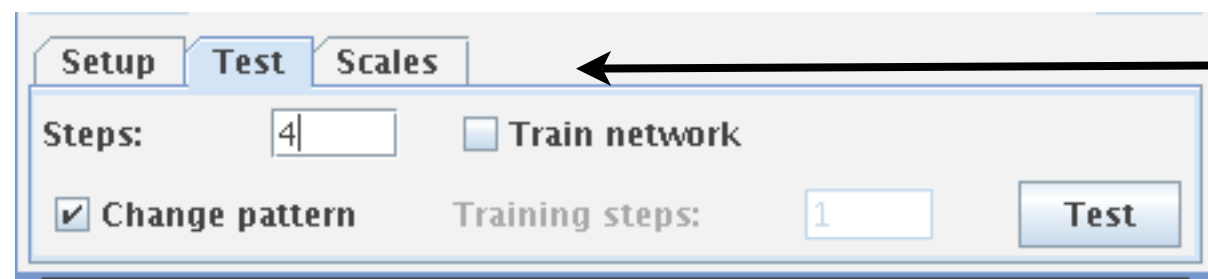 Setup Test Scales
Steps: 4 Train network
Change pattern Training steps: 1 Test